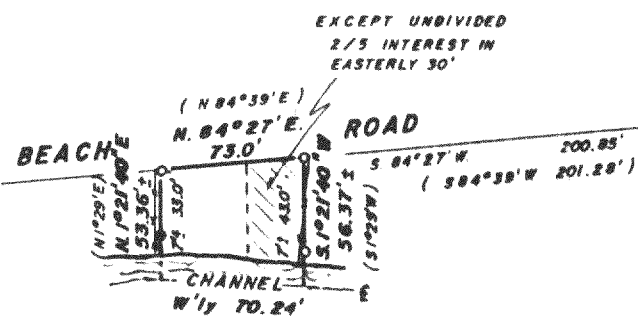 EXCEPT UNDIVIDED
2/5 INTEREST IN
EASTERLY 30'
( N 84°39'E )
N. 84°27'E.
73.0'
BEACH ROAD
S. 84°27'W. 200.85'
( S84°39'W 201.28' )
(N1°29'E)
N.1°21'40"E
53.36'±
33.0'
43.0'
S.1°21'40"W
56.37'±
(S1°29'W)
CHANNEL
W'ly 70.24'